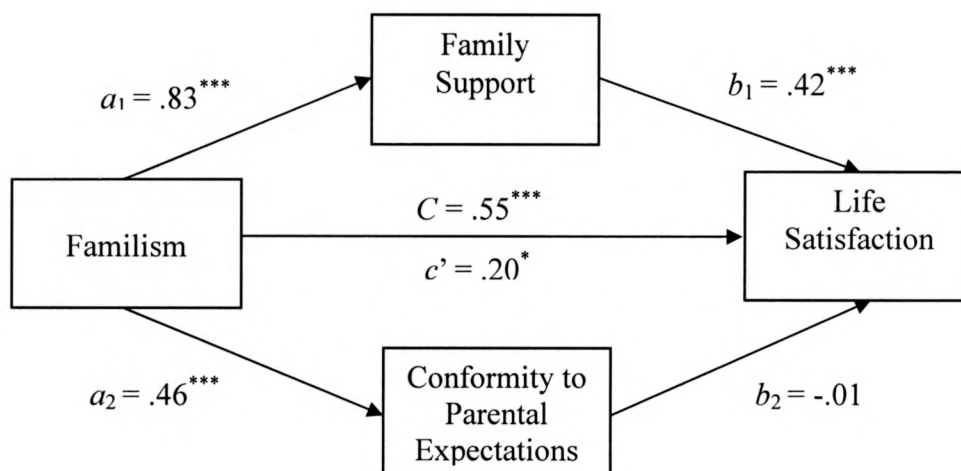 Family
Support
a₁ = .83***
b₁ = .42***
Familism
C = .55***
c’ = .20*
Life
Satisfaction
a₂ = .46***
Conformity to
Parental
Expectations
b₂ = -.01